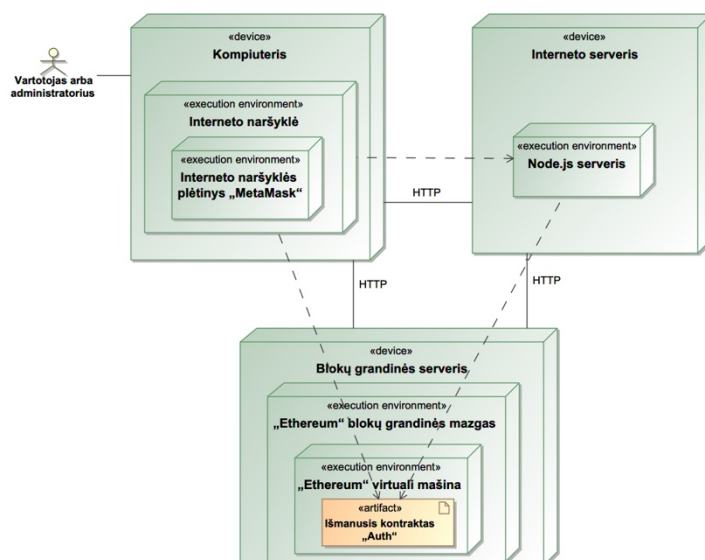 Vartotojas arba
administratorius
«device»
Kompiuteris
«execution environment»
Interneto naršyklė
«execution environment»
Interneto naršyklės
plėtinys „MetaMask“
«device»
Interneto serveris
«execution environment»
Node.js serveris
HTTP
HTTP
HTTP
«device»
Blokų grandinės serveris
«execution environment»
„Ethereum“ blokų grandinės mazgas
«execution environment»
„Ethereum“ virtuali mašina
«artifact»
Išmanusis kontraktas
„Auth“